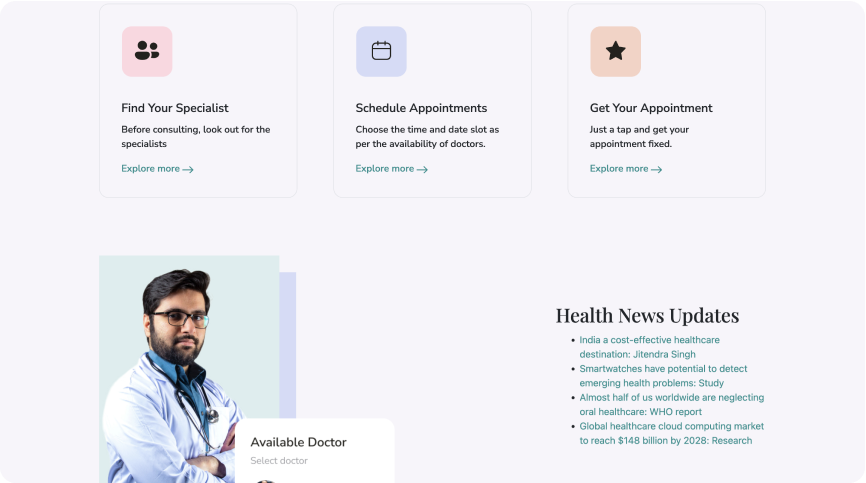 Find Your Specialist
Before consulting, look out for the
specialists
Explore more
Schedule Appointments
Choose the time and date slot as
per the availability of doctors.
Explore more
Get Your Appointment
Just a tap and get your
appointment fixed.
Explore more
Available Doctor
Select doctor
Health News Updates
India a cost-effective healthcare
destination: Jitendra Singh
Smartwatches have potential to detect
emerging health problems: Study
Almost half of us worldwide are neglecting
oral healthcare: WHO report
Global healthcare cloud computing market
to reach $148 billion by 2028: Research